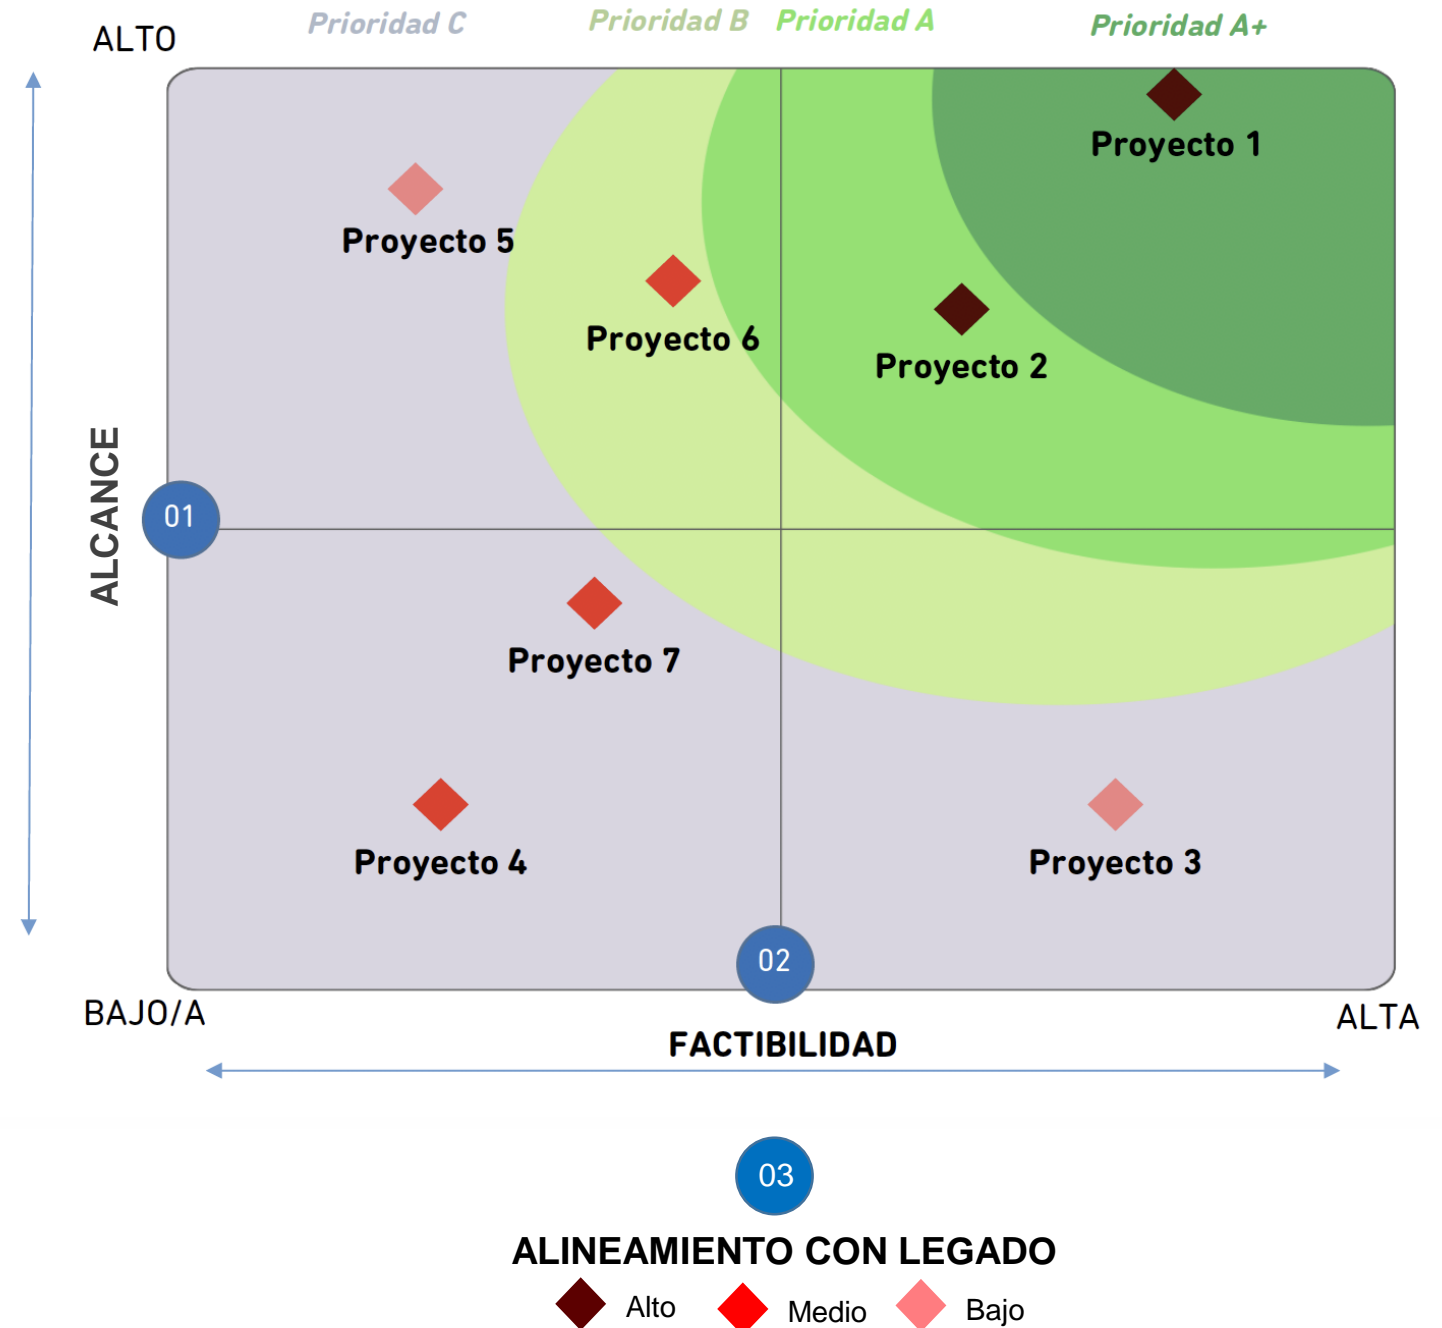 Prioridad C
Prioridad B
Prioridad A
Prioridad A+
ALTO
Proyecto 1
Proyecto 5
Proyecto 6
Proyecto 2
ALCANCE
01
Proyecto 7
Proyecto 4
Proyecto 3
02
BAJO/A
ALTA
FACTIBILIDAD
03
ALINEAMIENTO CON LEGADO
Alto
Medio
Bajo